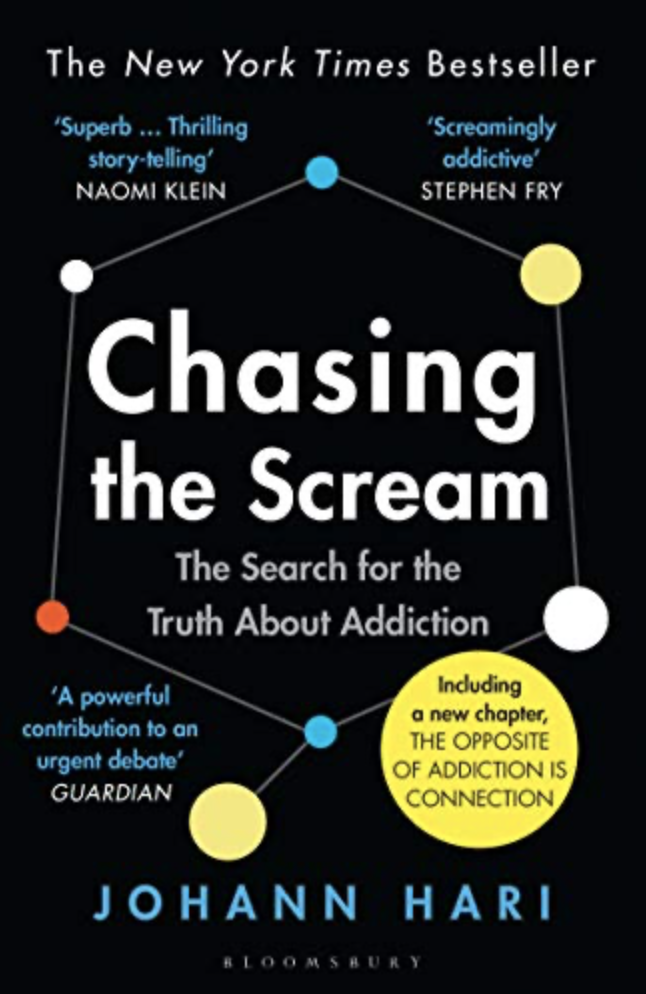 The New York Times Bestseller
‘Superb ... Thrilling
story-telling’
NAOMI KLEIN
‘Screamingly
addictive’
STEPHEN FRY
Chasing
the Scream
The Search for the
Truth About Addiction
‘A powerful
contribution to an
urgent debate’
GUARDIAN
Including
a new chapter,
THE OPPOSITE
OF ADDICTION IS
CONNECTION
JOHANN HARI
BLOOMSBURY